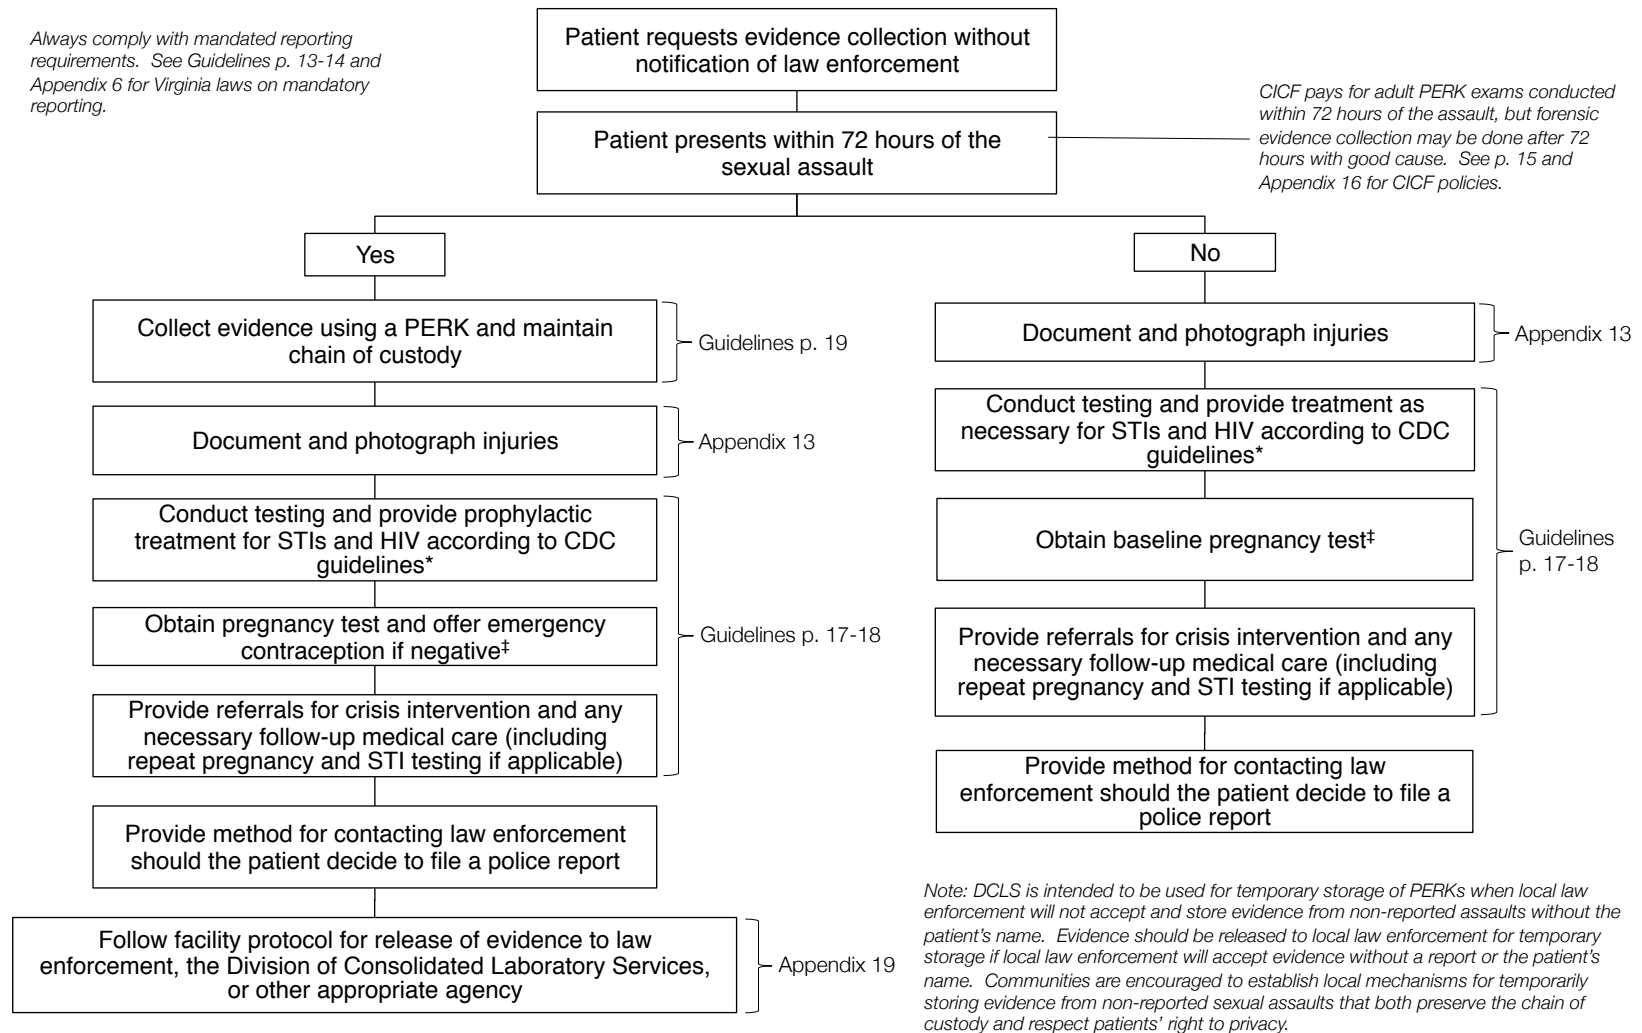 Always comply with mandated reporting
requirements.  See Guidelines p. 13-14 and
Appendix 6 for Virginia laws on mandatory
reporting.
Patient requests evidence collection without
notification of law enforcement
Patient presents within 72 hours of the
sexual assault
CICF pays for adult PERK exams conducted
within 72 hours of the assault, but forensic
evidence collection may be done after 72
hours with good cause.  See p. 15 and
Appendix 16 for CICF policies.
Yes
Collect evidence using a PERK and maintain
chain of custody
Guidelines p. 19
Document and photograph injuries
Appendix 13
Conduct testing and provide prophylactic
treatment for STIs and HIV according to CDC
guidelines*
Obtain pregnancy test and offer emergency
contraception if negative‡
Guidelines p. 17-18
Provide referrals for crisis intervention and any
necessary follow-up medical care (including
repeat pregnancy and STI testing if applicable)
Provide method for contacting law enforcement
should the patient decide to file a police report
Follow facility protocol for release of evidence to law
enforcement, the Division of Consolidated Laboratory Services,
or other appropriate agency
Appendix 19
No
Document and photograph injuries
Appendix 13
Conduct testing and provide treatment as
necessary for STIs and HIV according to CDC
guidelines*
Obtain baseline pregnancy test‡
Guidelines
p. 17-18
Provide referrals for crisis intervention and any
necessary follow-up medical care (including
repeat pregnancy and STI testing if applicable)
Provide method for contacting law
enforcement should the patient decide to file a
police report
Note: DCLS is intended to be used for temporary storage of PERKs when local law
enforcement will not accept and store evidence from non-reported assaults without the
patient's name.  Evidence should be released to local law enforcement for temporary
storage if local law enforcement will accept evidence without a report or the patient's
name.  Communities are encouraged to establish local mechanisms for temporarily
storing evidence from non-reported sexual assaults that both preserve the chain of
custody and respect patients' right to privacy.